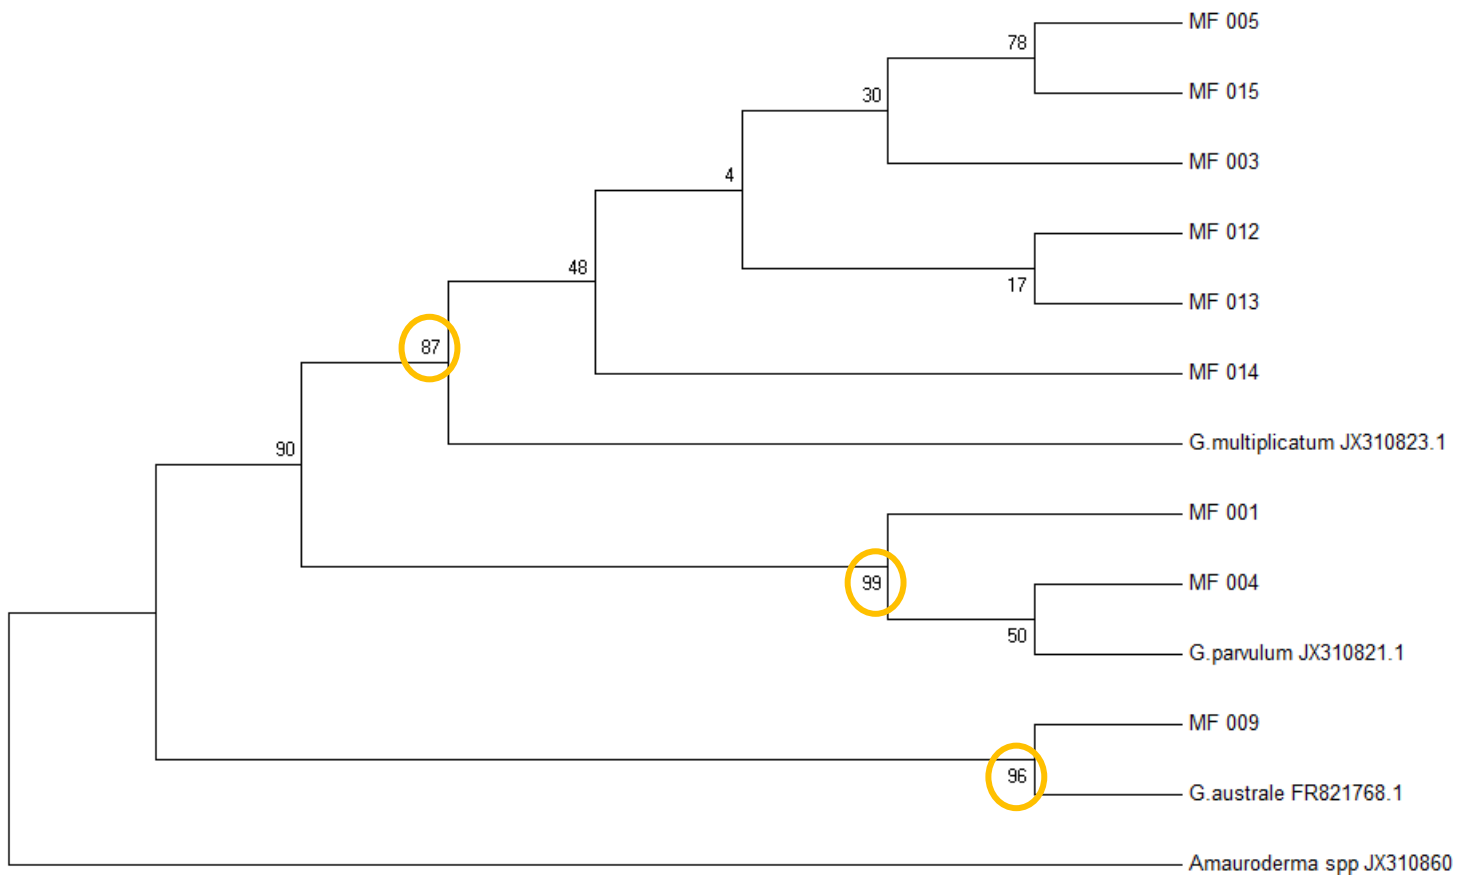 MF 005
78
MF 015
30
MF 003
4
MF 012
48
17
MF 013
87
MF 014
90
G.multiplicatum JX310823.1
MF 001
99
MF 004
50
G.parvulum JX310821.1
MF 009
96
G.australe FR821768.1
Amauroderma spp JX310860